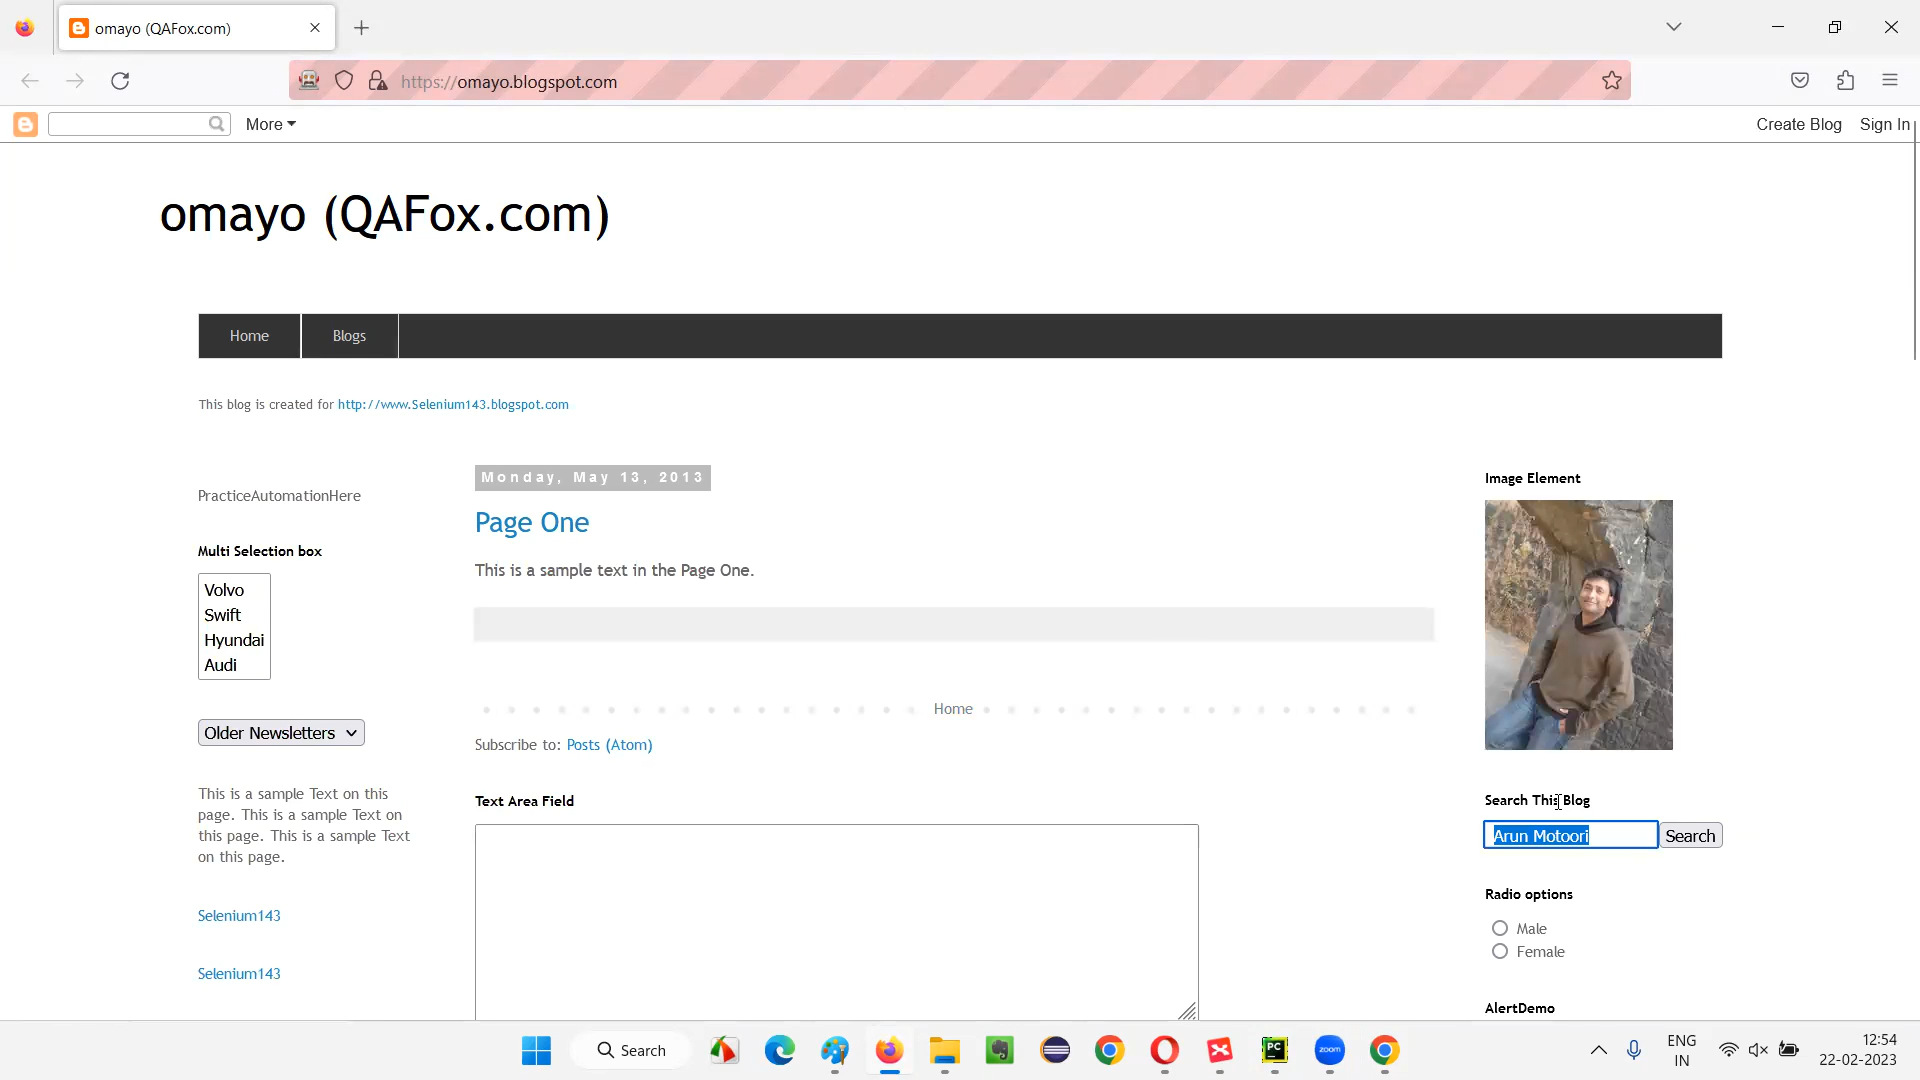 omayo (QAFox.com)
https://omayo.blogspot.com
More
Create Blog
Sign In
omayo (QAFox.com)
Home
Blogs
This blog is created for http://www.Selenium143.blogspot.com
PracticeAutomationHere
Multi Selection box
Volvo
Swift
Hyundai
Audi
Older Newsletters
This is a sample Text on this
page. This is a sample Text on
this page. This is a sample Text
on this page.
Selenium143
Selenium143
Monday, May 13, 2013
Page One
This is a sample text in the Page One.
Home
Subscribe to: Posts (Atom)
Text Area Field
Image Element
Search This Blog
Arun Motoori
Search
Radio options
Male
Female
AlertDemo
Search
PC
zoom
ENG
IN
12:54
22-02-2023